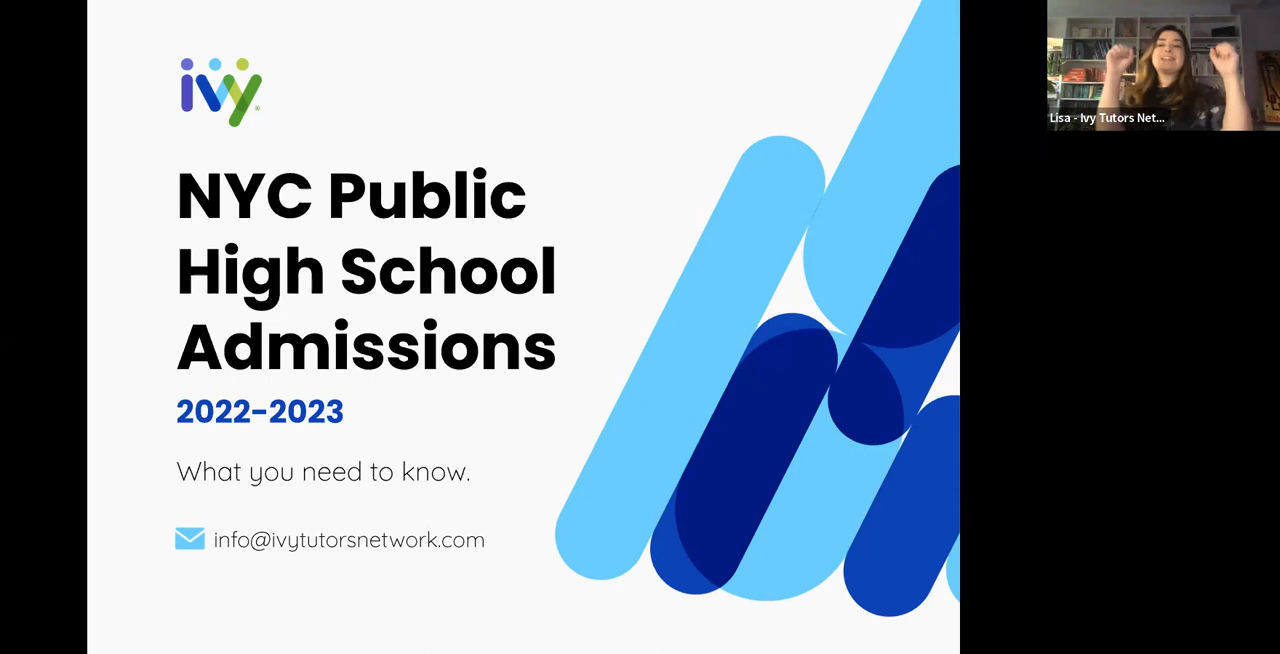 ivy
NYC Public
High School
Admissions
2022-2023
What you need to know.
info@ivytutorsnetwork.com
Lisa - Ivy Tutors Net...